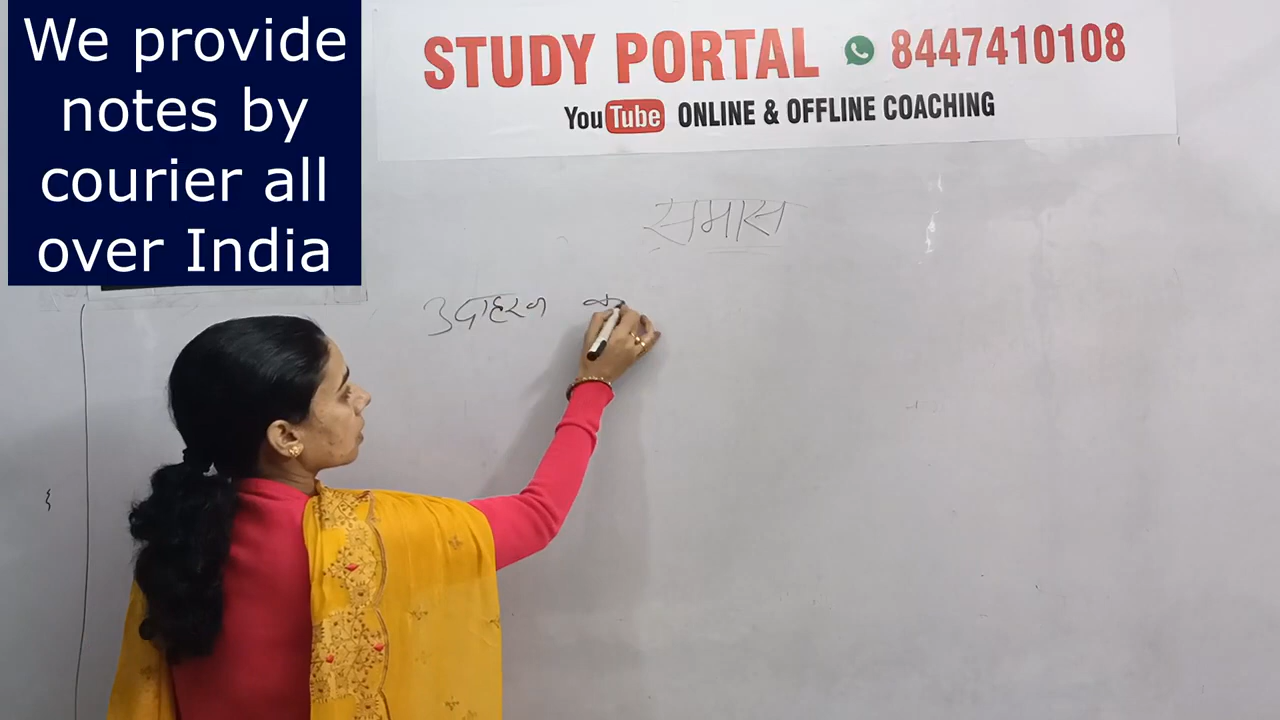 We provide
notes by
courier all
over India
STUDY PORTAL 8447410108
YouTube ONLINE & OFFLINE COACHING
समास
उदाहरण